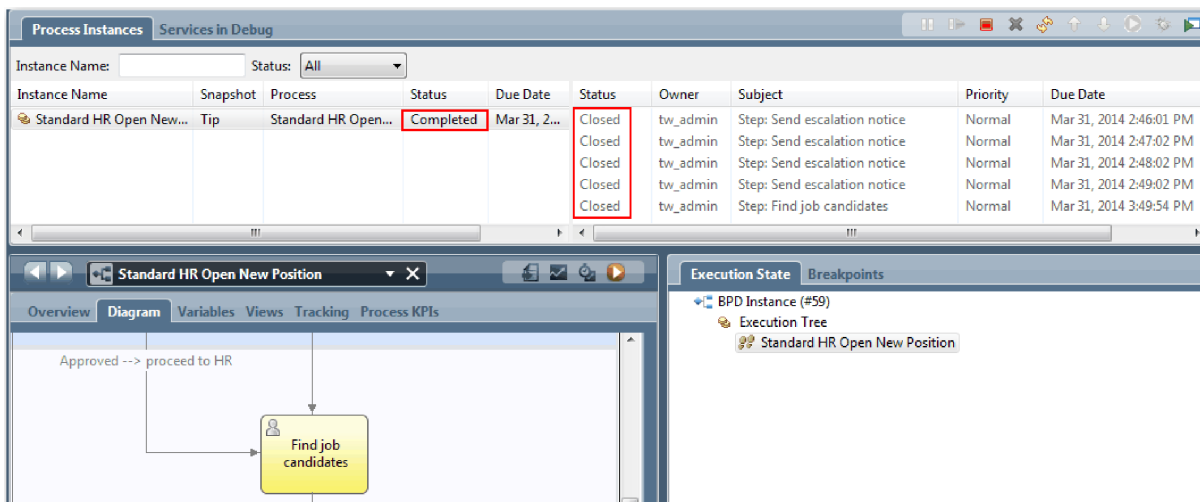 Process Instances Services in Debug
Instance Name: Status: All
Instance Name Snapshot Process Status Due Date Status Owner Subject Priority Due Date
Standard HR Open New... Tip Standard HR Open... Completed Mar 31, 2... Closed tw_admin Step: Send escalation notice Normal Mar 31, 2014 2:46:01 PM
Closed tw_admin Step: Send escalation notice Normal Mar 31, 2014 2:47:02 PM
Closed tw_admin Step: Send escalation notice Normal Mar 31, 2014 2:48:02 PM
Closed tw_admin Step: Send escalation notice Normal Mar 31, 2014 2:49:02 PM
Closed tw_admin Step: Find job candidates Normal Mar 31, 2014 3:49:54 PM
Standard HR Open New Position
Overview Diagram Variables Views Tracking Process KPIs
Approved --> proceed to HR
Find job
candidates
Execution State Breakpoints
BPD Instance (#59)
Execution Tree
Standard HR Open New Position